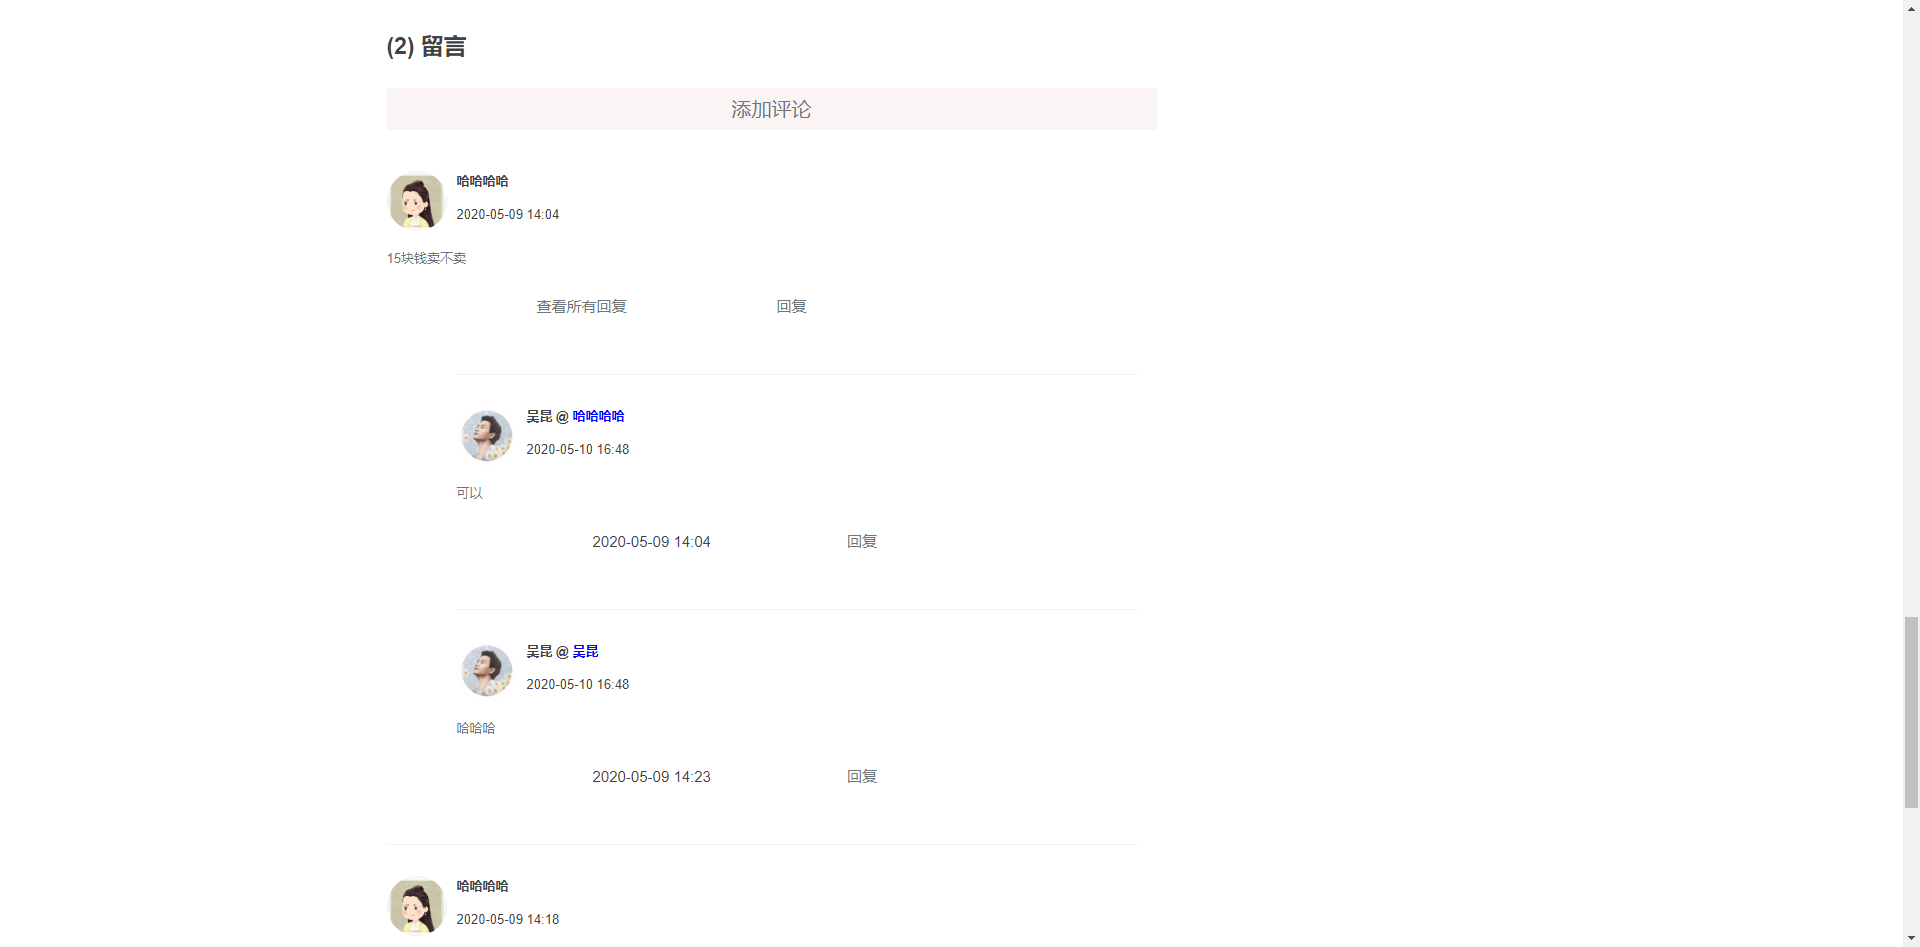 (2) 留言
添加评论
哈哈哈哈
2020-05-09 14:04
15块钱卖不卖
查看所有回复 回复
吴昆 @ 哈哈哈哈
2020-05-10 16:48
可以
2020-05-09 14:04 回复
吴昆 @ 吴昆
2020-05-10 16:48
哈哈哈
2020-05-09 14:23 回复
哈哈哈哈
2020-05-09 14:18